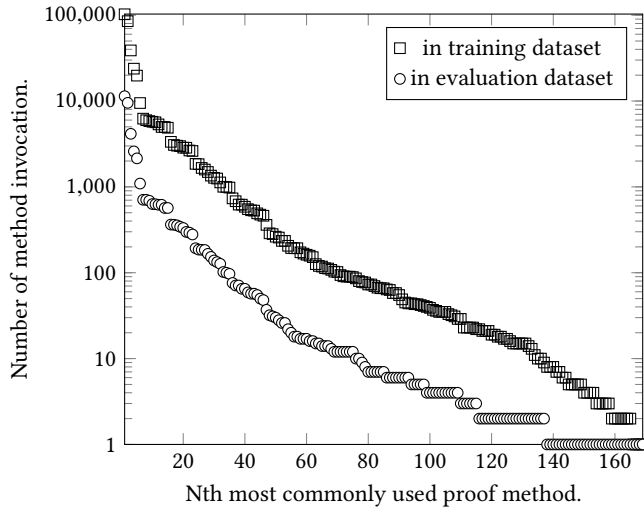 100,000
10,000
1,000
100
10
1
Number of method invocation.
in training dataset
in evaluation dataset
20 40 60 80 100 120 140 160
Nth most commonly used proof method.